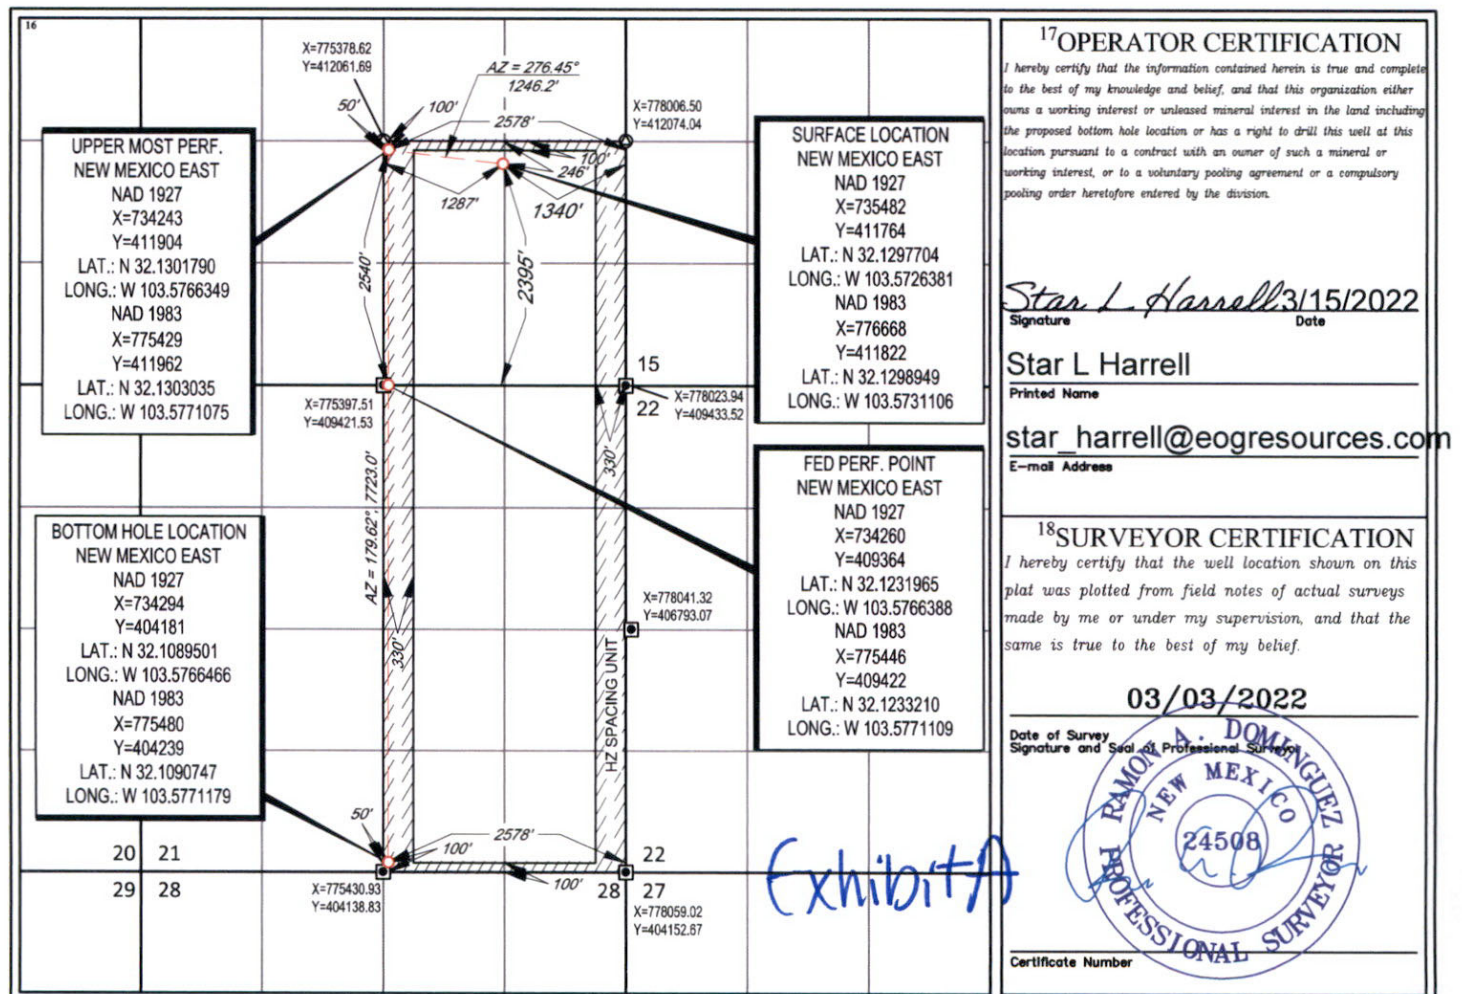 16
X=775378.62
Y=412061.69
AZ = 276.45°
1246.2'
50'
100'
2578'
X=778006.50
Y=412074.04
100'
246'
1287'
1340'
2540'
2395'
UPPER MOST PERF.
NEW MEXICO EAST
NAD 1927
X=734243
Y=411904
LAT.: N 32.1301790
LONG.: W 103.5766349
NAD 1983
X=775429
Y=411962
LAT.: N 32.1303035
LONG.: W 103.5771075
SURFACE LOCATION
NEW MEXICO EAST
NAD 1927
X=735482
Y=411764
LAT.: N 32.1297704
LONG.: W 103.5726381
NAD 1983
X=776668
Y=411822
LAT.: N 32.1298949
LONG.: W 103.5731106
15
22
X=775397.51
Y=409421.53
X=778023.94
Y=409433.52
330'
AZ = 179.62°, 7723.0'
330'
FED PERF. POINT
NEW MEXICO EAST
NAD 1927
X=734260
Y=409364
LAT.: N 32.1231965
LONG.: W 103.5766388
NAD 1983
X=775446
Y=409422
LAT.: N 32.1233210
LONG.: W 103.5771109
BOTTOM HOLE LOCATION
NEW MEXICO EAST
NAD 1927
X=734294
Y=404181
LAT.: N 32.1089501
LONG.: W 103.5766466
NAD 1983
X=775480
Y=404239
LAT.: N 32.1090747
LONG.: W 103.5771179
X=778041.32
Y=406793.07
HZ SPACING UNIT
50'
2578'
100'
100'
20 21
29 28
22
28 27
X=775430.93
Y=404138.83
X=778059.02
Y=404152.67
Exhibit A
17 OPERATOR CERTIFICATION
I hereby certify that the information contained herein is true and complete
to the best of my knowledge and belief, and that this organization either
owns a working interest or unleased mineral interest in the land including
the proposed bottom hole location or has a right to drill this well at this
location pursuant to a contract with an owner of such a mineral or
working interest, or to a voluntary pooling agreement or a compulsory
pooling order heretofore entered by the division.
Star L Harrell 3/15/2022
Signature Date
Star L Harrell
Printed Name
star_harrell@eogresources.com
E-mail Address
18 SURVEYOR CERTIFICATION
I hereby certify that the well location shown on this
plat was plotted from field notes of actual surveys
made by me or under my supervision, and that the
same is true to the best of my belief.
03/03/2022
Date of Survey
Signature and Seal of Professional Surveyor
RAMON A. DOMINGUEZ
NEW MEXICO
24508
PROFESSIONAL SURVEYOR
Certificate Number